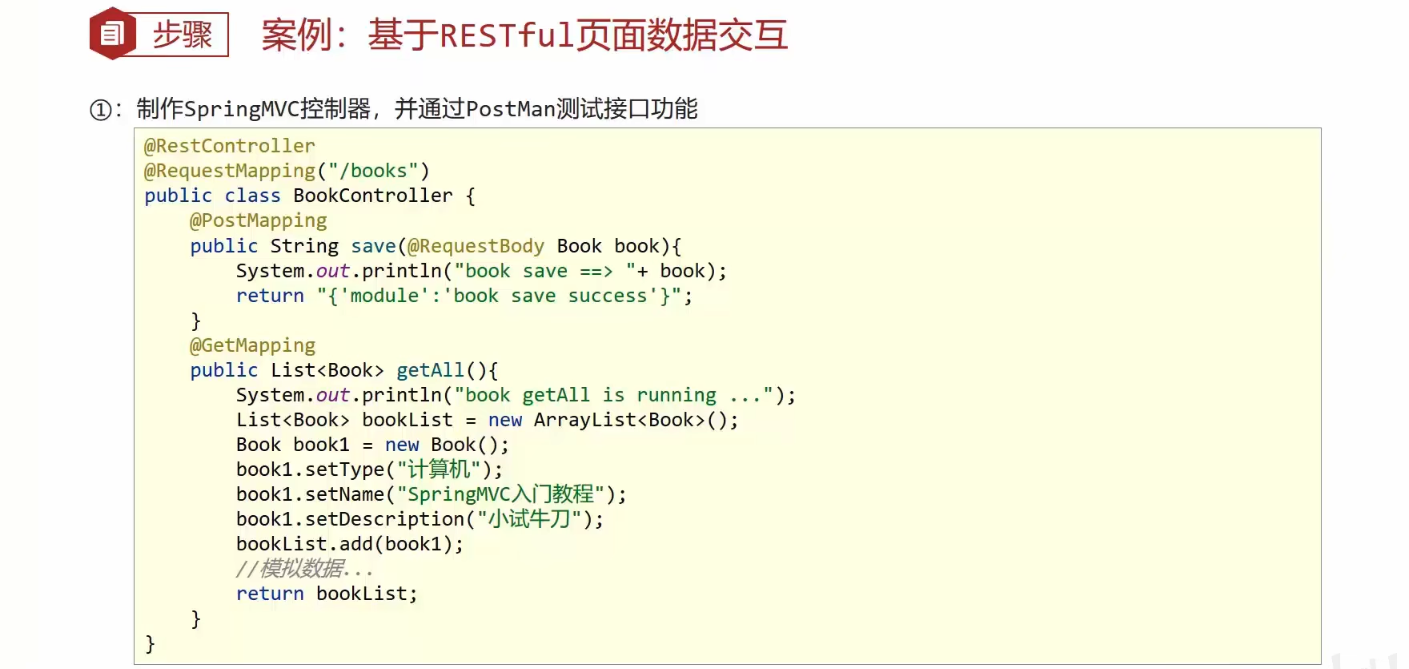 步骤 案例：基于RESTful页面数据交互
①：制作SpringMVC控制器，并通过PostMan测试接口功能
@RestController
@RequestMapping("/books")
public class BookController {
    @PostMapping
    public String save(@RequestBody Book book){
        System.out.println("book save ==> "+ book);
        return "{'module':'book save success'}";
    }
    @GetMapping
    public List<Book> getAll(){
        System.out.println("book getAll is running ...");
        List<Book> bookList = new ArrayList<Book>();
        Book book1 = new Book();
        book1.setType("计算机");
        book1.setName("SpringMVC入门教程");
        book1.setDescription("小试牛刀");
        bookList.add(book1);
        //模拟数据...
        return bookList;
    }
}